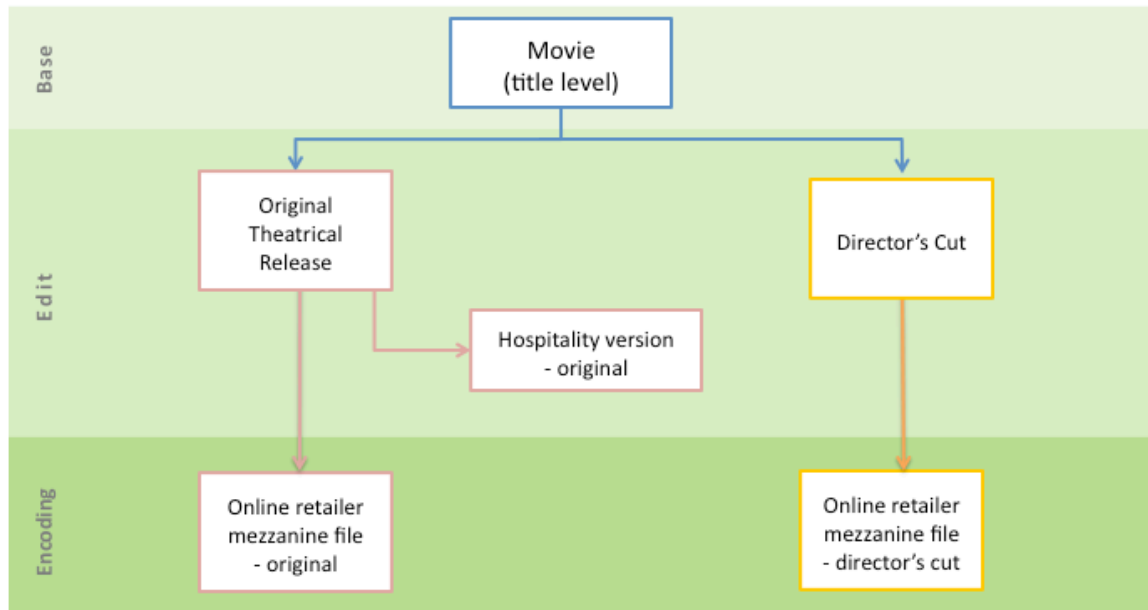 Base
Movie
(title level)
Edit
Original
Theatrical
Release
Director’s Cut
Hospitality version
- original
Encoding
Online retailer
mezzanine file
- original
Online retailer
mezzanine file
- director’s cut